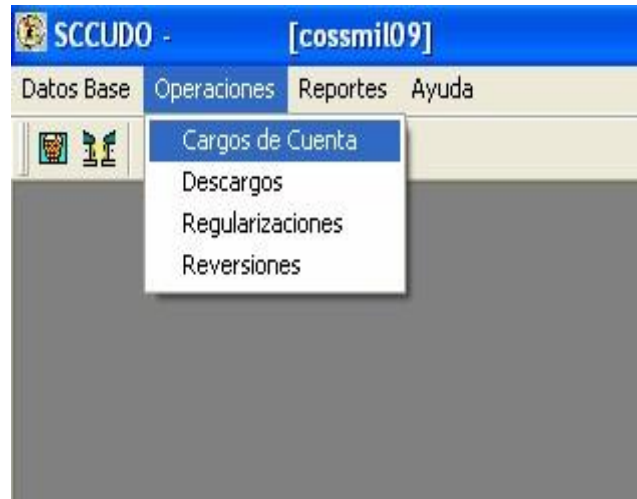 SCCUDO - [cossmil09]
Datos Base Operaciones Reportes Ayuda
Cargos de Cuenta
Descargos
Regularizaciones
Reversiones